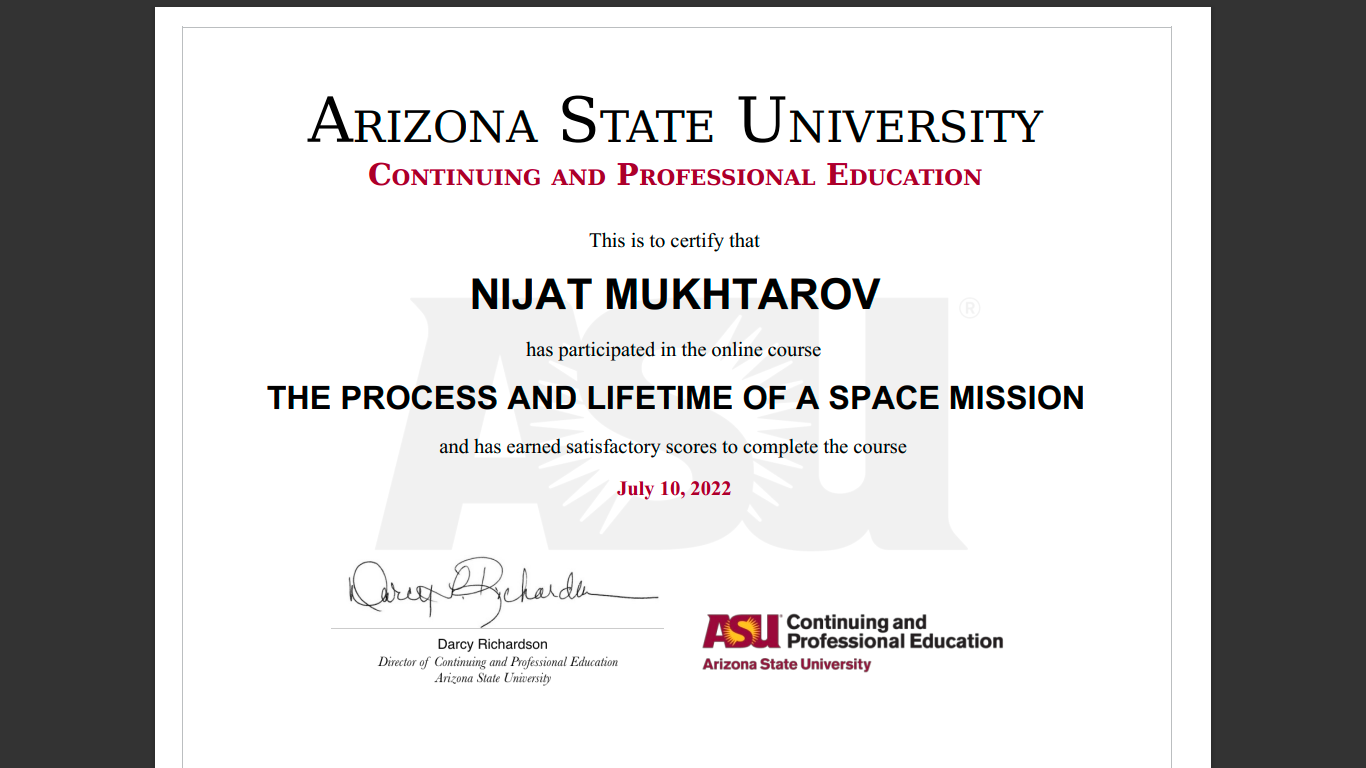 ARIZONA STATE UNIVERSITY
CONTINUING AND PROFESSIONAL EDUCATION
This is to certify that
NIJAT MUKHTAROV
has participated in the online course
THE PROCESS AND LIFETIME OF A SPACE MISSION
and has earned satisfactory scores to complete the course
July 10, 2022
ASU®
Darcy Richardson
Darcy Richardson
Director of Continuing and Professional Education
Arizona State University
ASU Continuing and
Professional Education
Arizona State University